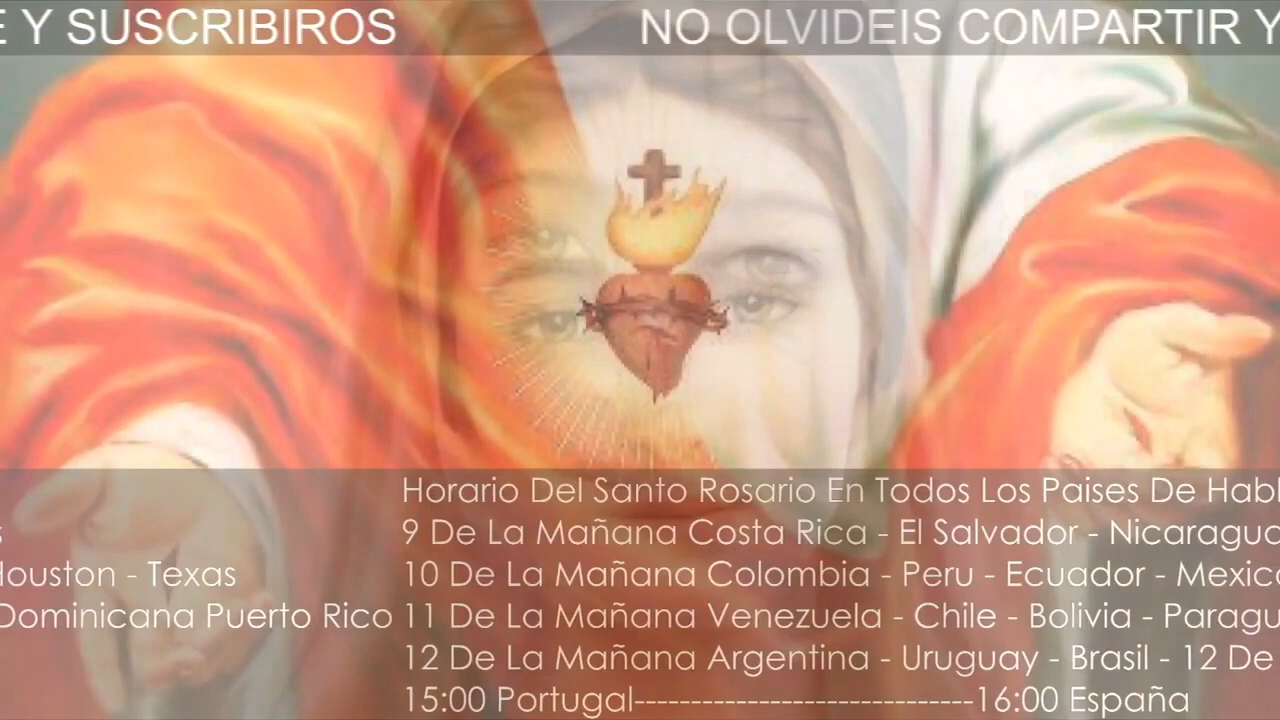 E Y SUSCRIBIROS NO OLVIDEIS COMPARTIR Y
Horario Del Santo Rosario En Todos Los Paises De Habl
s 9 De La Mañana Costa Rica - El Salvador - Nicaragua
Houston - Texas 10 De La Mañana Colombia - Peru - Ecuador - Mexico
Dominicana Puerto Rico 11 De La Mañana Venezuela - Chile - Bolivia - Paragu
12 De La Mañana Argentina - Uruguay - Brasil - 12 De
15:00 Portugal------------------------------16:00 España